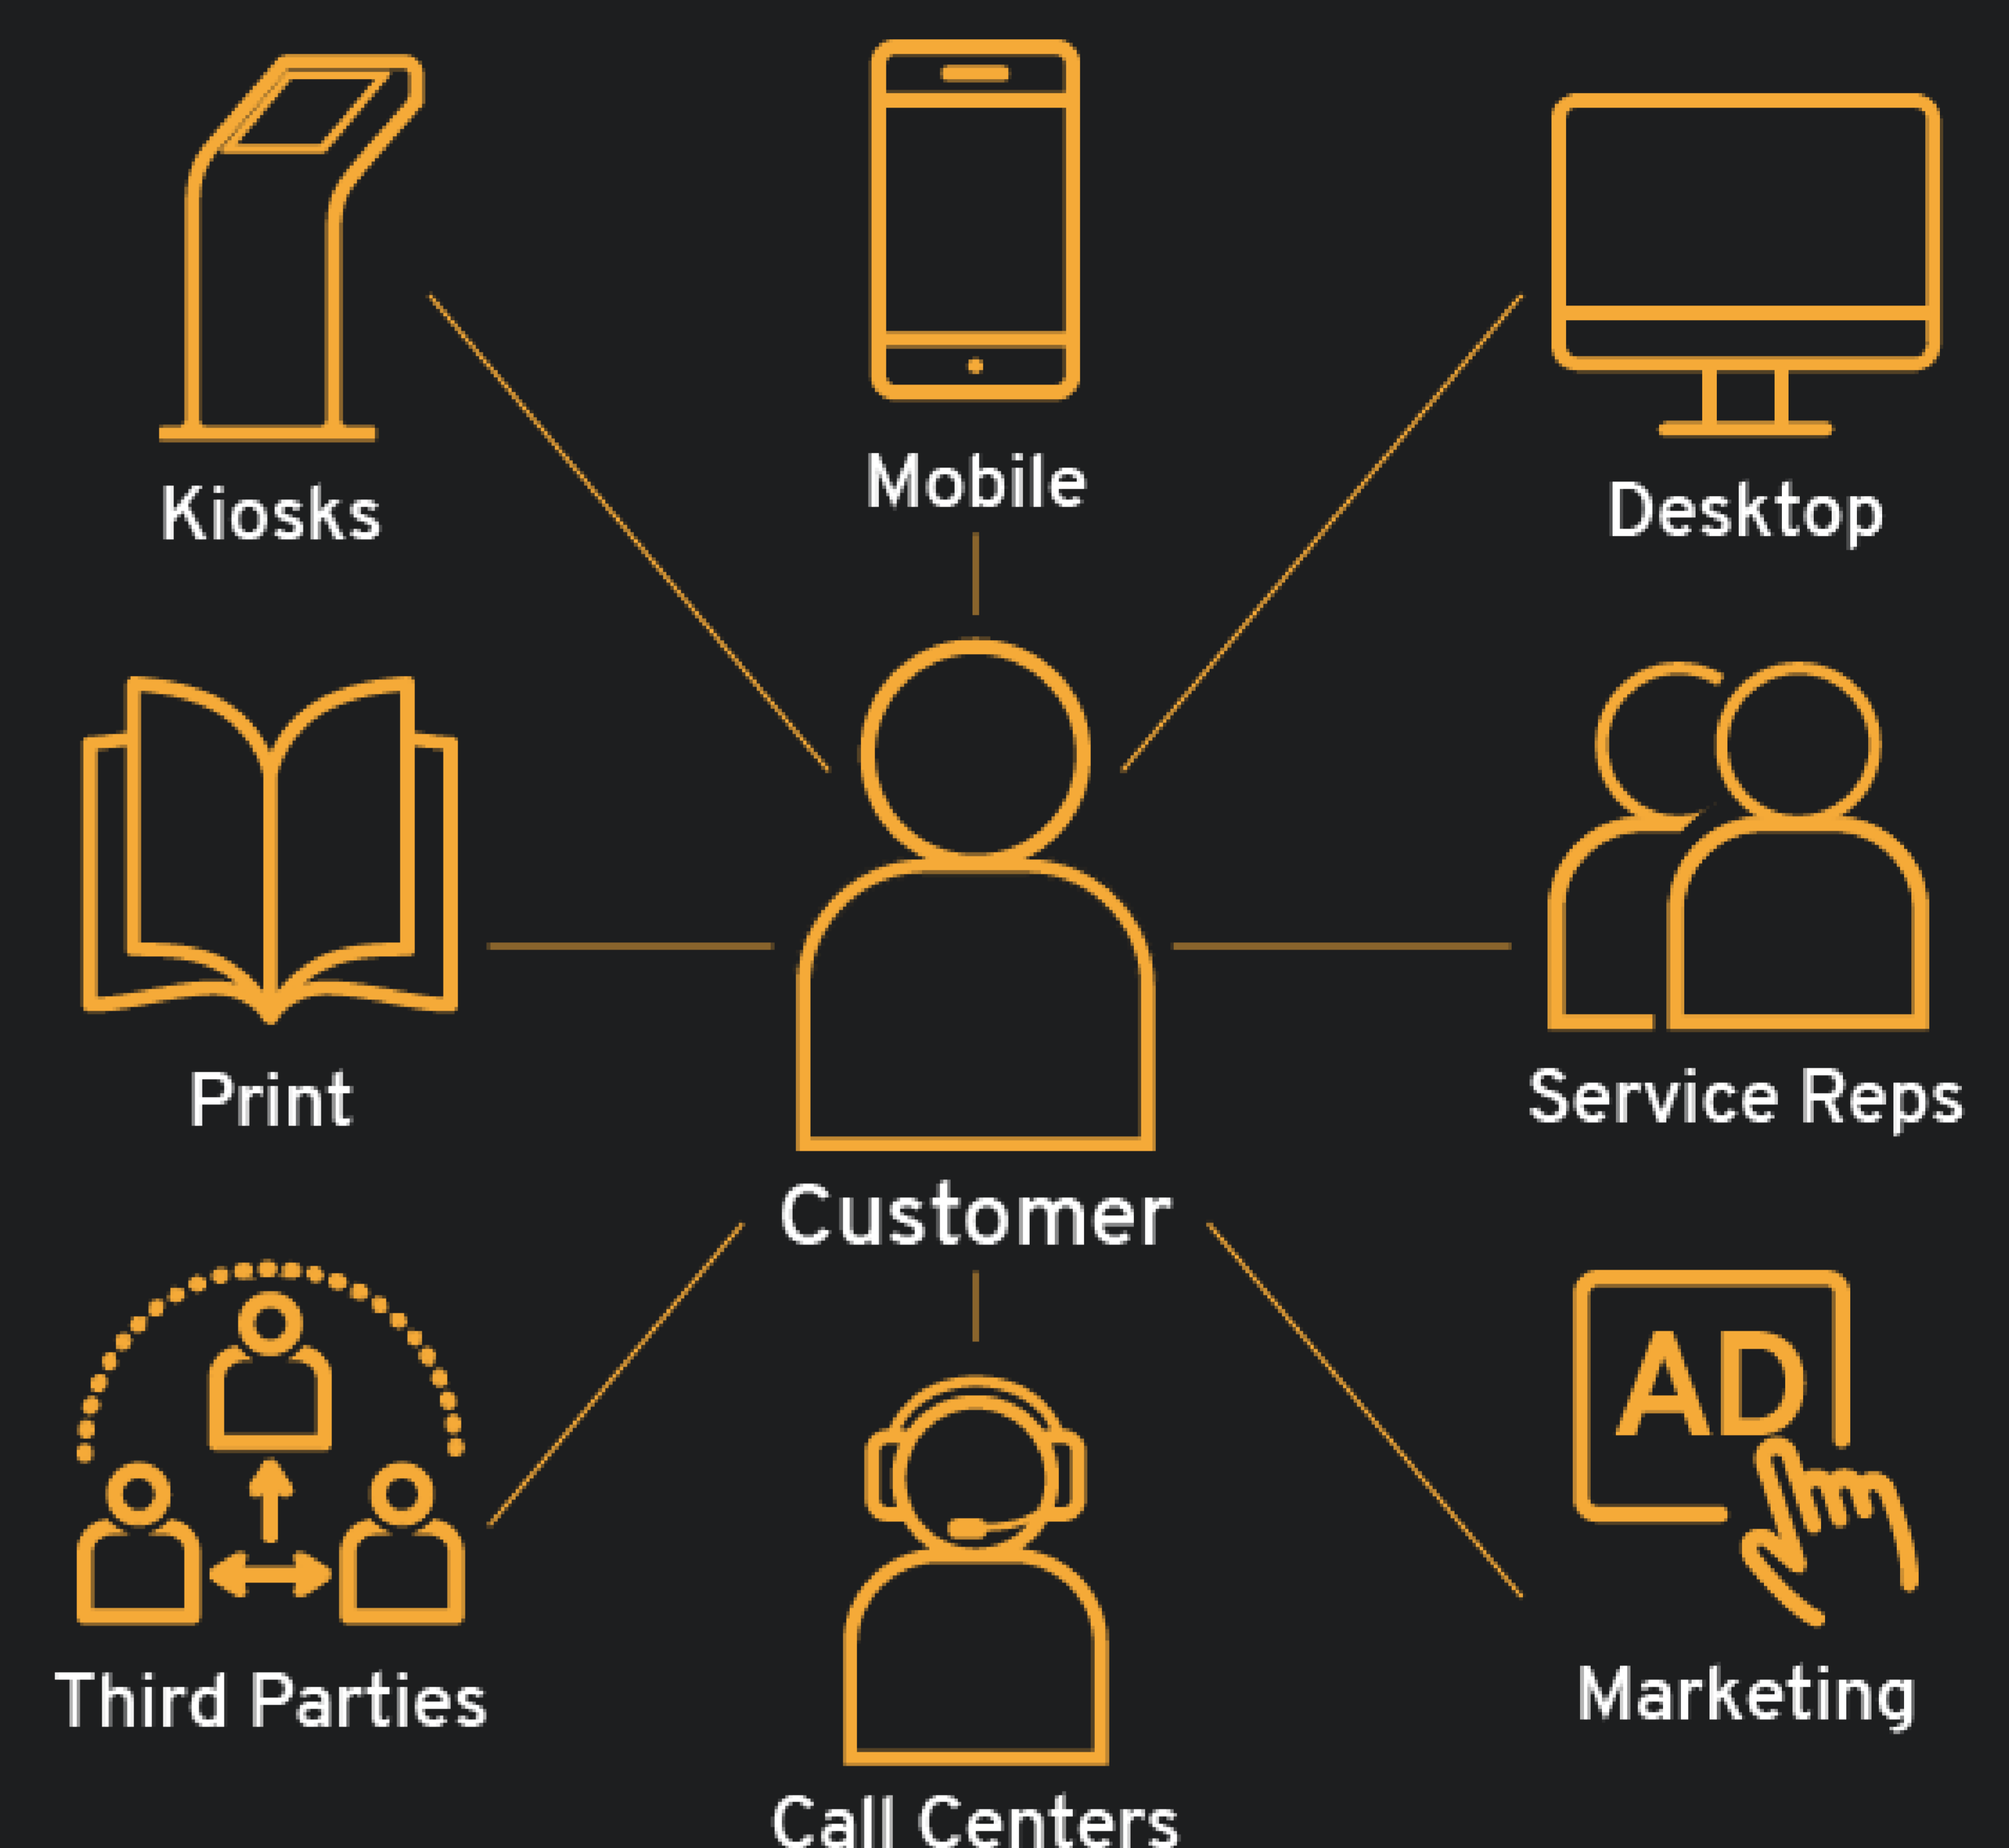 Kiosks
Mobile
Desktop
Print
Customer
Service Reps
AD
Third Parties
Call Centers
Marketing